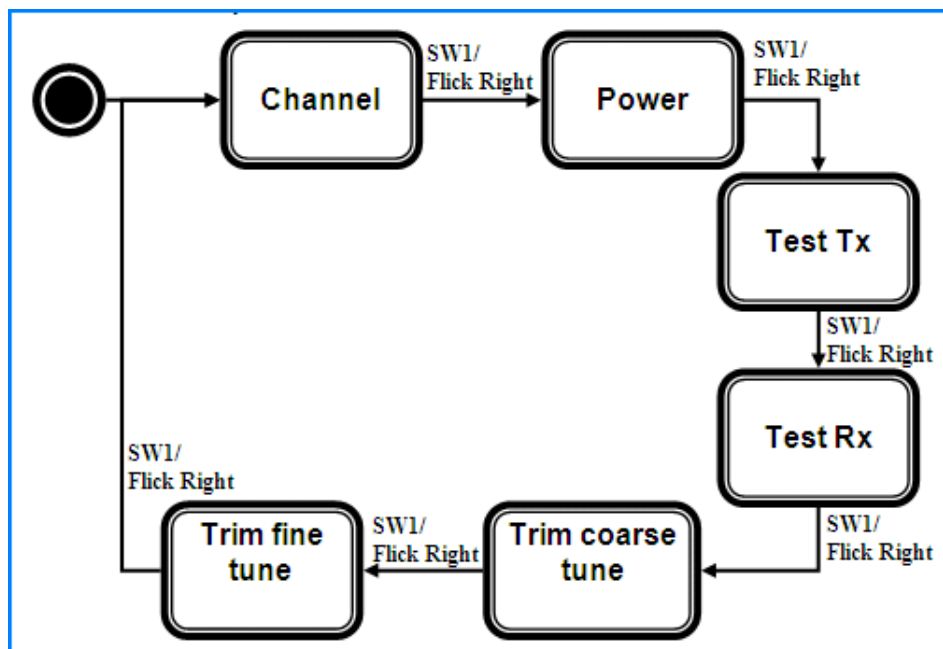 SW1/
Flick Right
SW1/
Flick Right
Channel
Power
Test Tx
SW1/
Flick Right
Test Rx
SW1/
Flick Right
Trim coarse
tune
SW1/
Flick Right
Trim fine
tune
SW1/
Flick Right